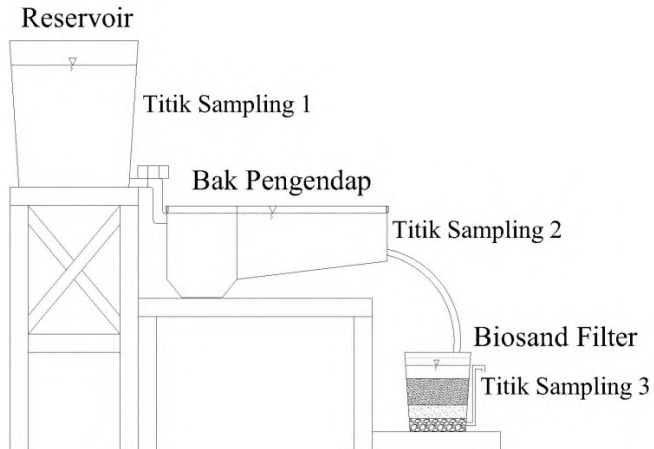 Reservoir
Titik Sampling 1
Bak Pengendap
Titik Sampling 2
Biosand Filter
Titik Sampling 3